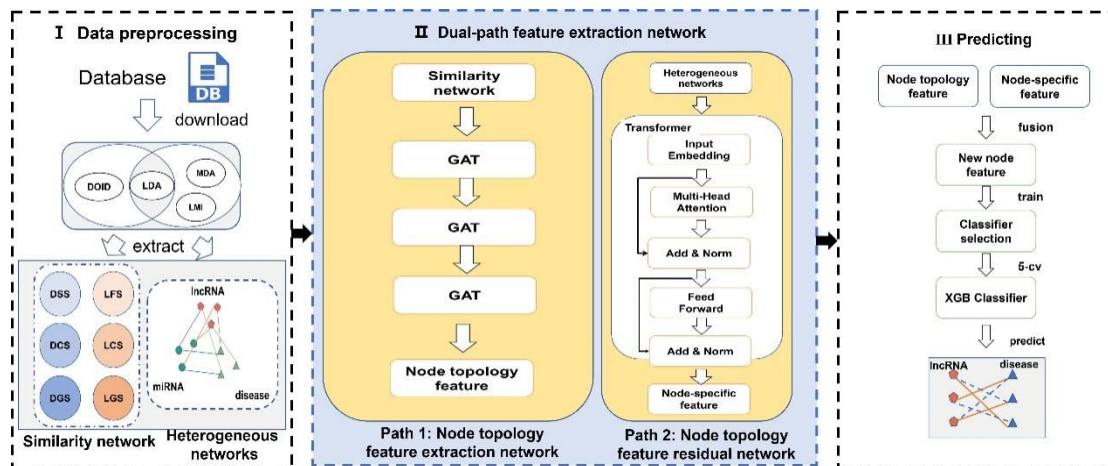 I Data preprocessing
Database
DB
download
DOID
LDA
MDA
LMI
extract
DSS
LFS
DCS
LCS
DGS
LGS
lncRNA
miRNA
disease
Similarity network
Heterogeneous
networks
II Dual-path feature extraction network
Similarity
network
GAT
GAT
GAT
Node topology
feature
Path 1: Node topology
feature extraction network
Heterogeneous
networks
Transformer
Input
Embedding
Multi-Head
Attention
Add & Norm
Feed
Forward
Add & Norm
Node-specific
feature
Path 2: Node topology
feature residual network
III Predicting
Node topology
feature
Node-specific
feature
fusion
New node
feature
train
Classifier
selection
5-cv
XGB Classifier
predict
lncRNA
disease